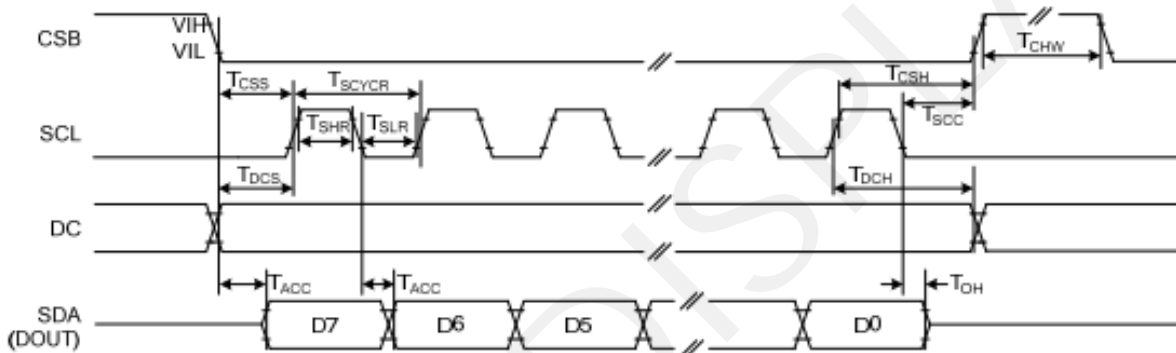 CSB
VIH
VIL
TCHW
TCSS
TSCYCR
TCSH
SCL
TSHR
TSLR
TSCC
TDCS
TDCH
DC
TACC
TACC
TOH
SDA
(DOUT)
D7
D6
D5
D0
DISPLA